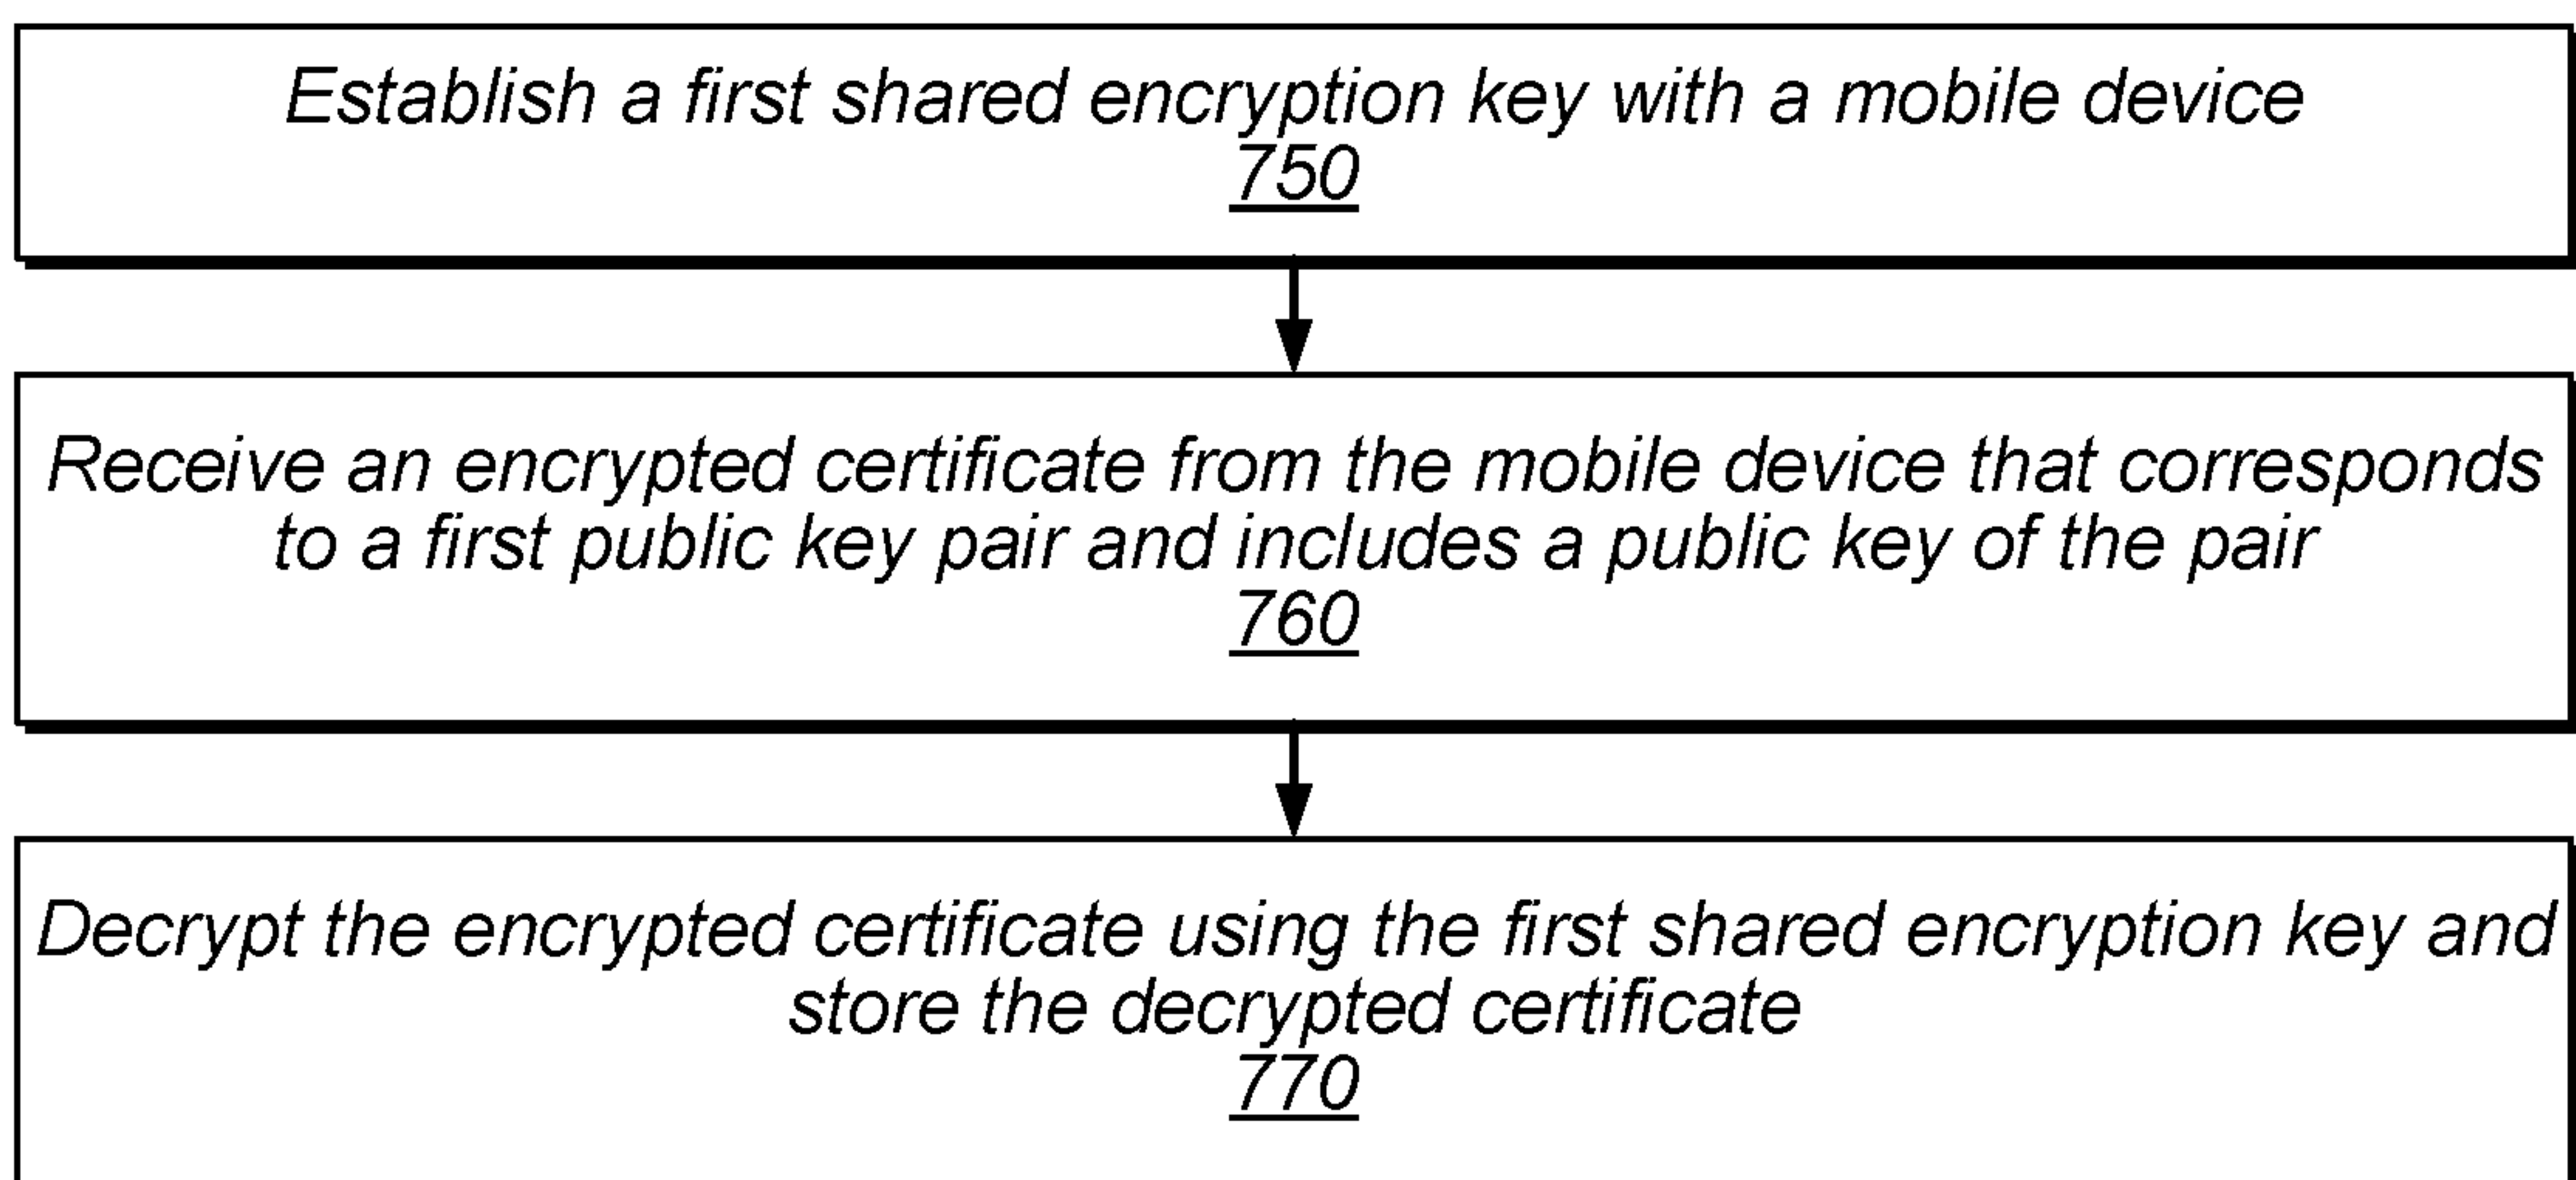 Establish a first shared encryption key with a mobile device
750
Receive an encrypted certificate from the mobile device that corresponds
to a first public key pair and includes a public key of the pair
760
Decrypt the encrypted certificate using the first shared encryption key and
store the decrypted certificate
770